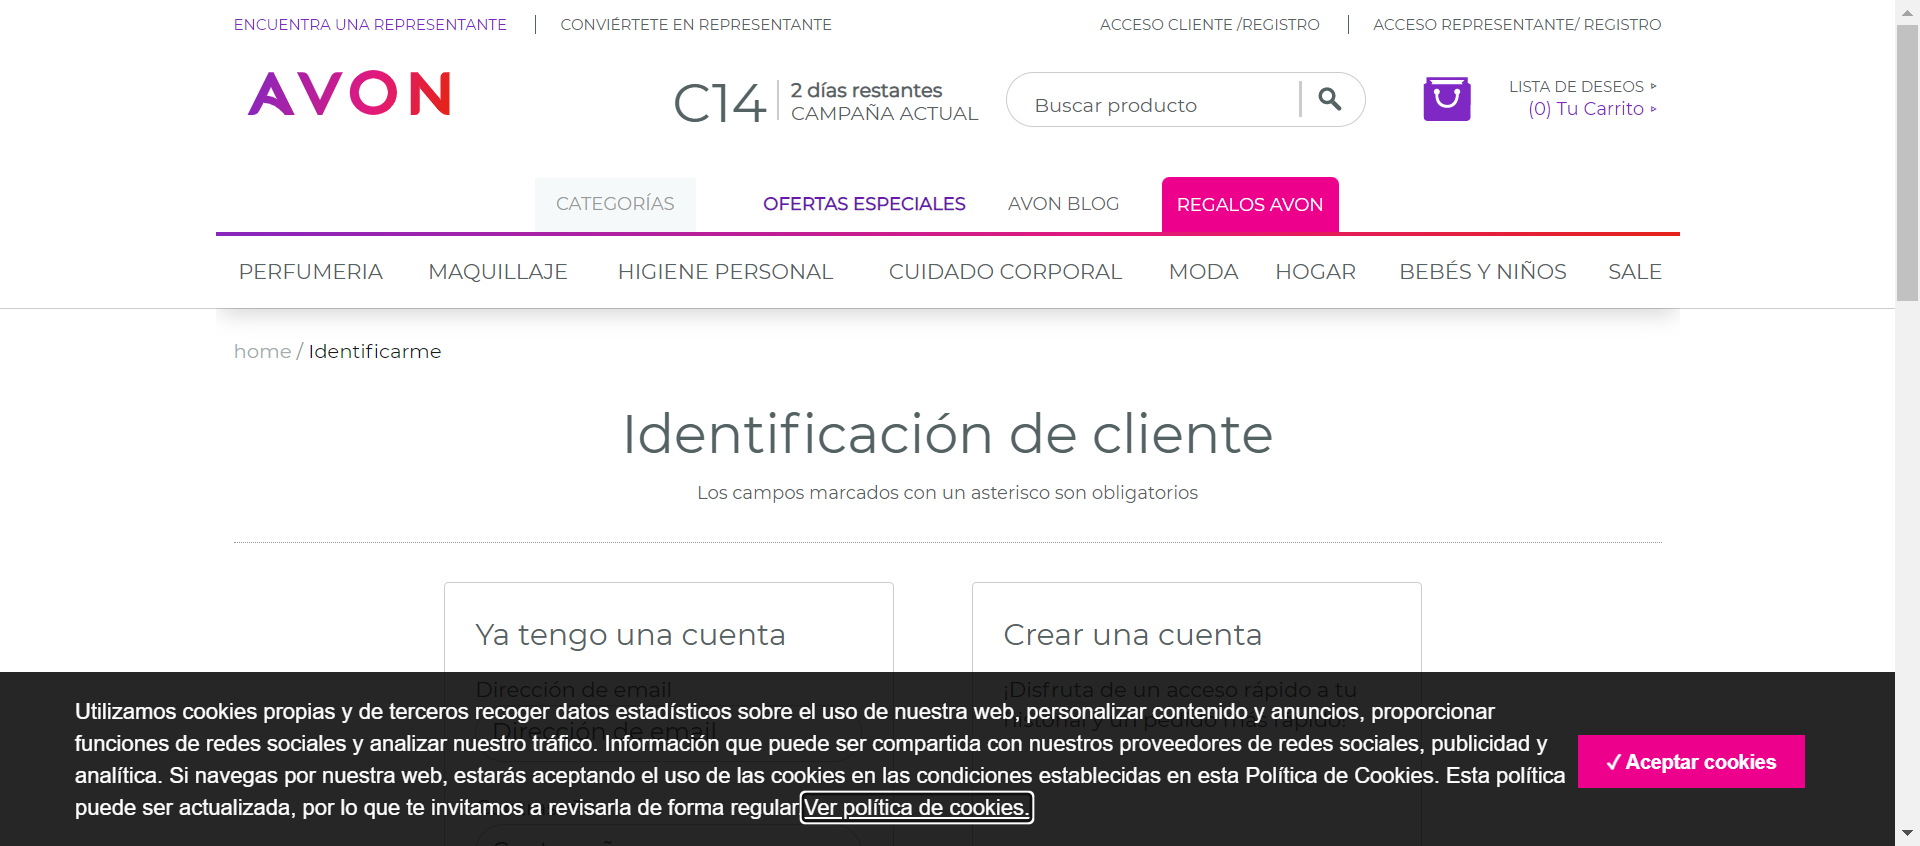 ENCUENTRA UNA REPRESENTANTE
CONVIÉRTETE EN REPRESENTANTE
ACCESO CLIENTE /REGISTRO
ACCESO REPRESENTANTE/ REGISTRO
AVON
C14
2 días restantes
CAMPAÑA ACTUAL
Buscar producto
LISTA DE DESEOS
(0) Tu Carrito
CATEGORÍAS
OFERTAS ESPECIALES
AVON BLOG
REGALOS AVON
PERFUMERIA
MAQUILLAJE
HIGIENE PERSONAL
CUIDADO CORPORAL
MODA
HOGAR
BEBÉS Y NIÑOS
SALE
home / Identificarme
Identificación de cliente
Los campos marcados con un asterisco son obligatorios
Ya tengo una cuenta
Dirección de email
Dirección de email
Crear una cuenta
¡Disfruta de un acceso rápido a tu
historial y un pedido más rápido!
Utilizamos cookies propias y de terceros recoger datos estadísticos sobre el uso de nuestra web, personalizar contenido y anuncios, proporcionar
funciones de redes sociales y analizar nuestro tráfico. Información que puede ser compartida con nuestros proveedores de redes sociales, publicidad y
analítica. Si navegas por nuestra web, estarás aceptando el uso de las cookies en las condiciones establecidas en esta Política de Cookies. Esta política
puede ser actualizada, por lo que te invitamos a revisarla de forma regular Ver política de cookies.
✓ Aceptar cookies